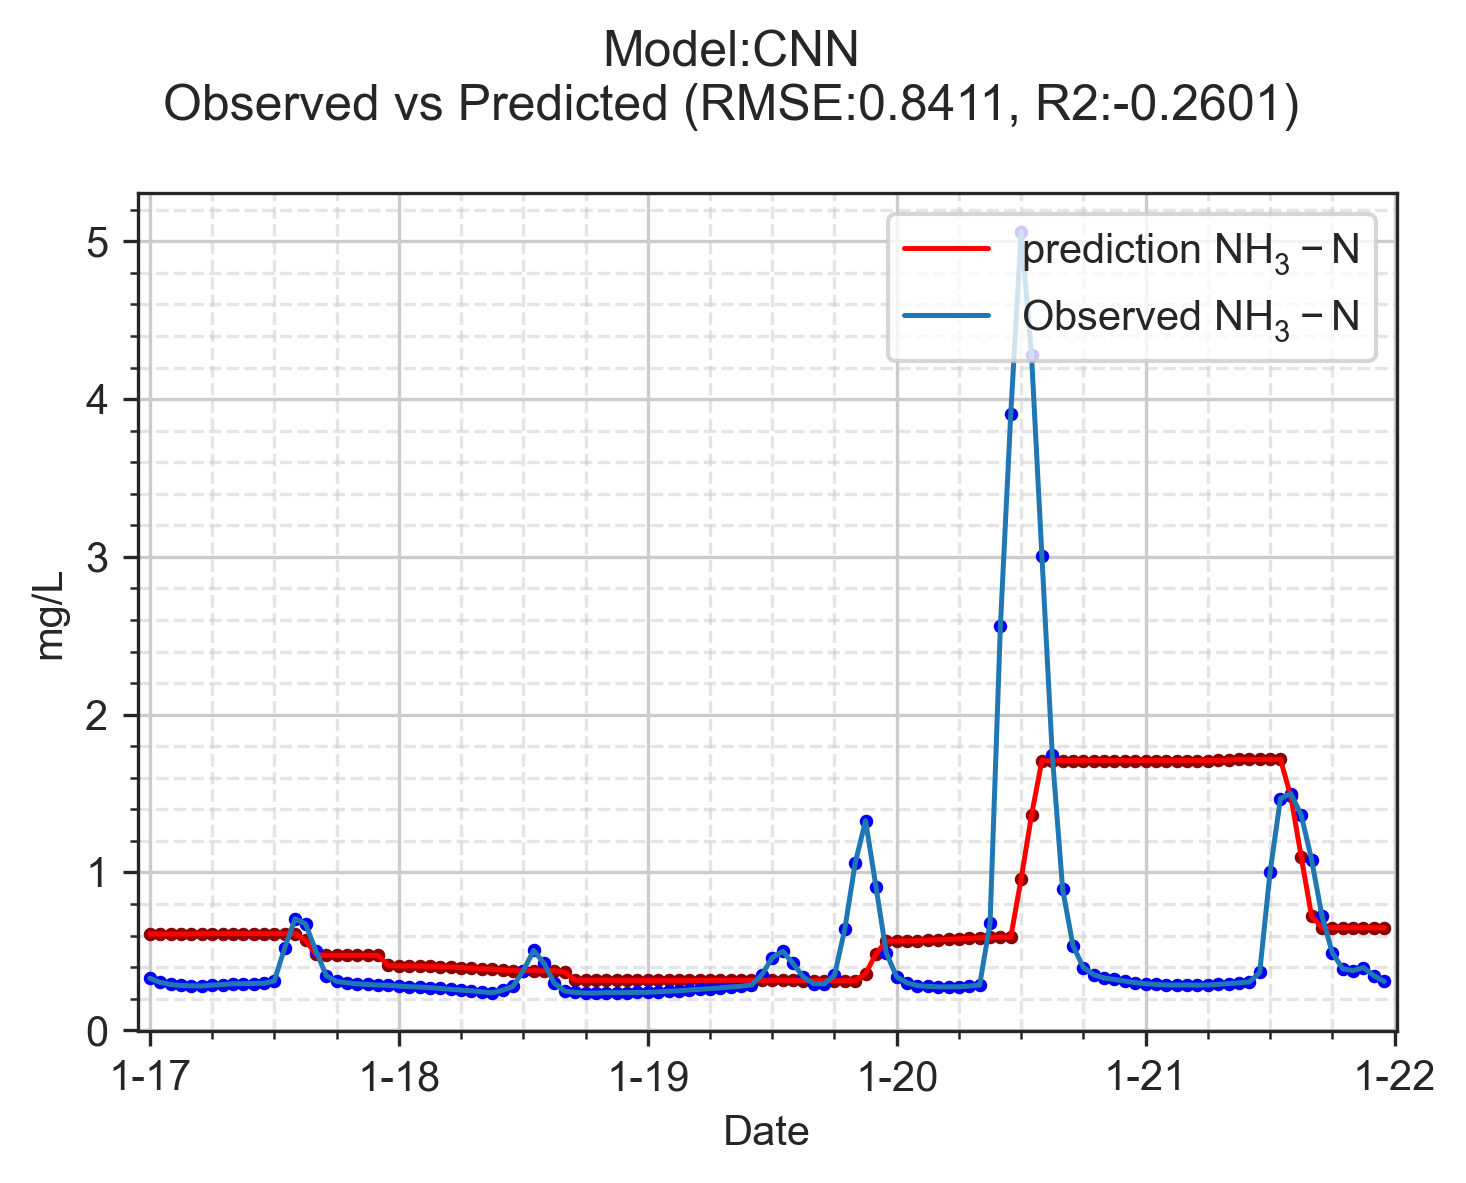 Model:CNN
Observed vs Predicted (RMSE:0.8411, R2:-0.2601)
prediction NH₃ − N
Observed NH₃ − N
5
4
3
2
1
0
mg/L
1-17 1-18 1-19 1-20 1-21 1-22
Date